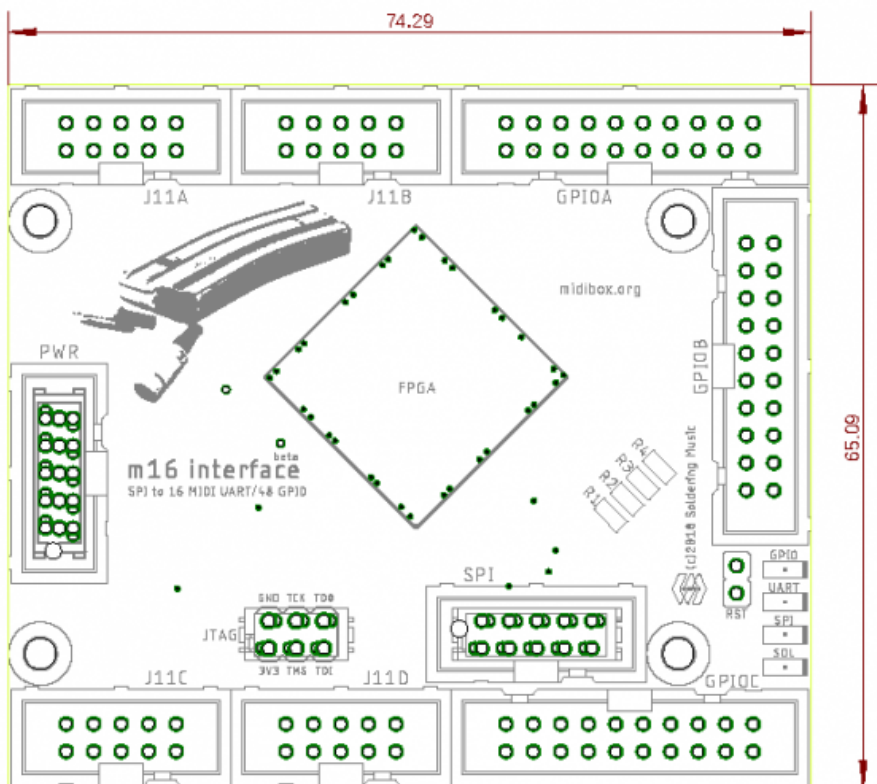 74.29
J11A
J11B
GPIOA
midibox.org
PWR
GPIOB
FPGA
65.09
R4
R3
R2
R1
beta
m16 interface
SPI to 16 MIDI UART/48 GPIO
(c)2018 Soldering Music
SPI
GPIO
UART
RST
SPI
SOL
GND TCK TDO
JTAG
3V3 TMS TDI
J11C
J11D
GPIOC